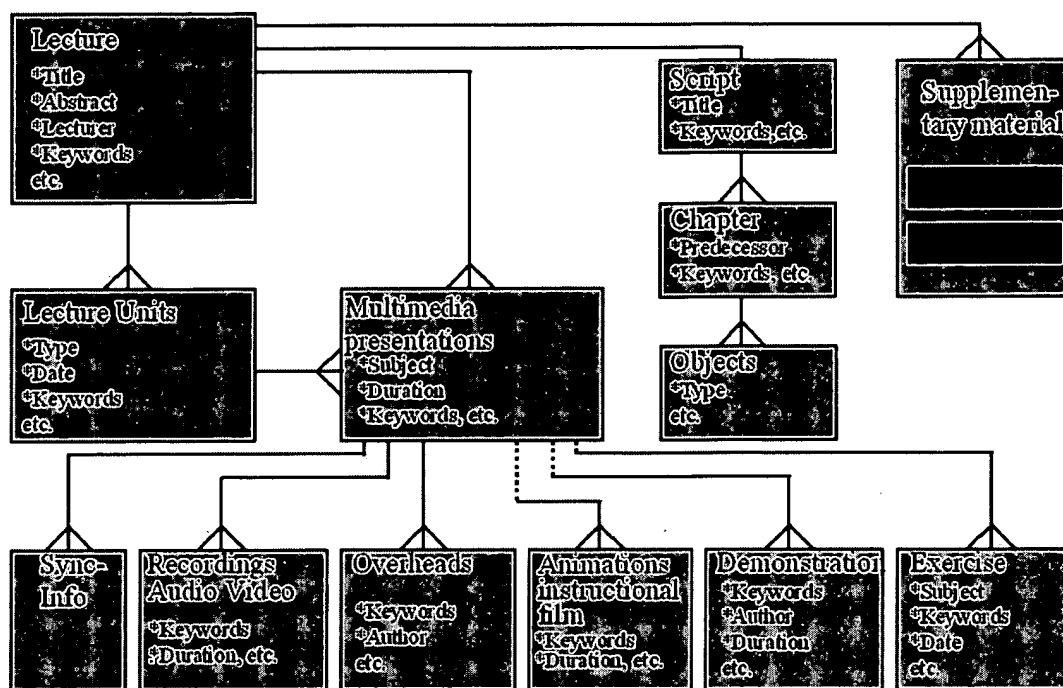 Lecture
*Title
*Abstract
*Lecturer
*Keywords
etc.
Script
*Title
*Keywords,etc.
Supplemen-
tary material
Chapter
*Predecessor
*Keywords, etc.
Lecture Units
*Type
*Date
*Keywords
etc.
Multimedia
presentations
*Subject
*Duration
*Keywords, etc.
Objects
*Type
etc.
Sync-
Info
Recordings
Audio Video
*Keywords
*Duration, etc.
Overheads
*Keywords
*Author
etc.
Animations
instructional
film
*Keywords
*Duration, etc.
Demonstration
*Keywords
*Author
*Duration
etc.
Exercise
*Subject
*Keywords
*Date
etc.